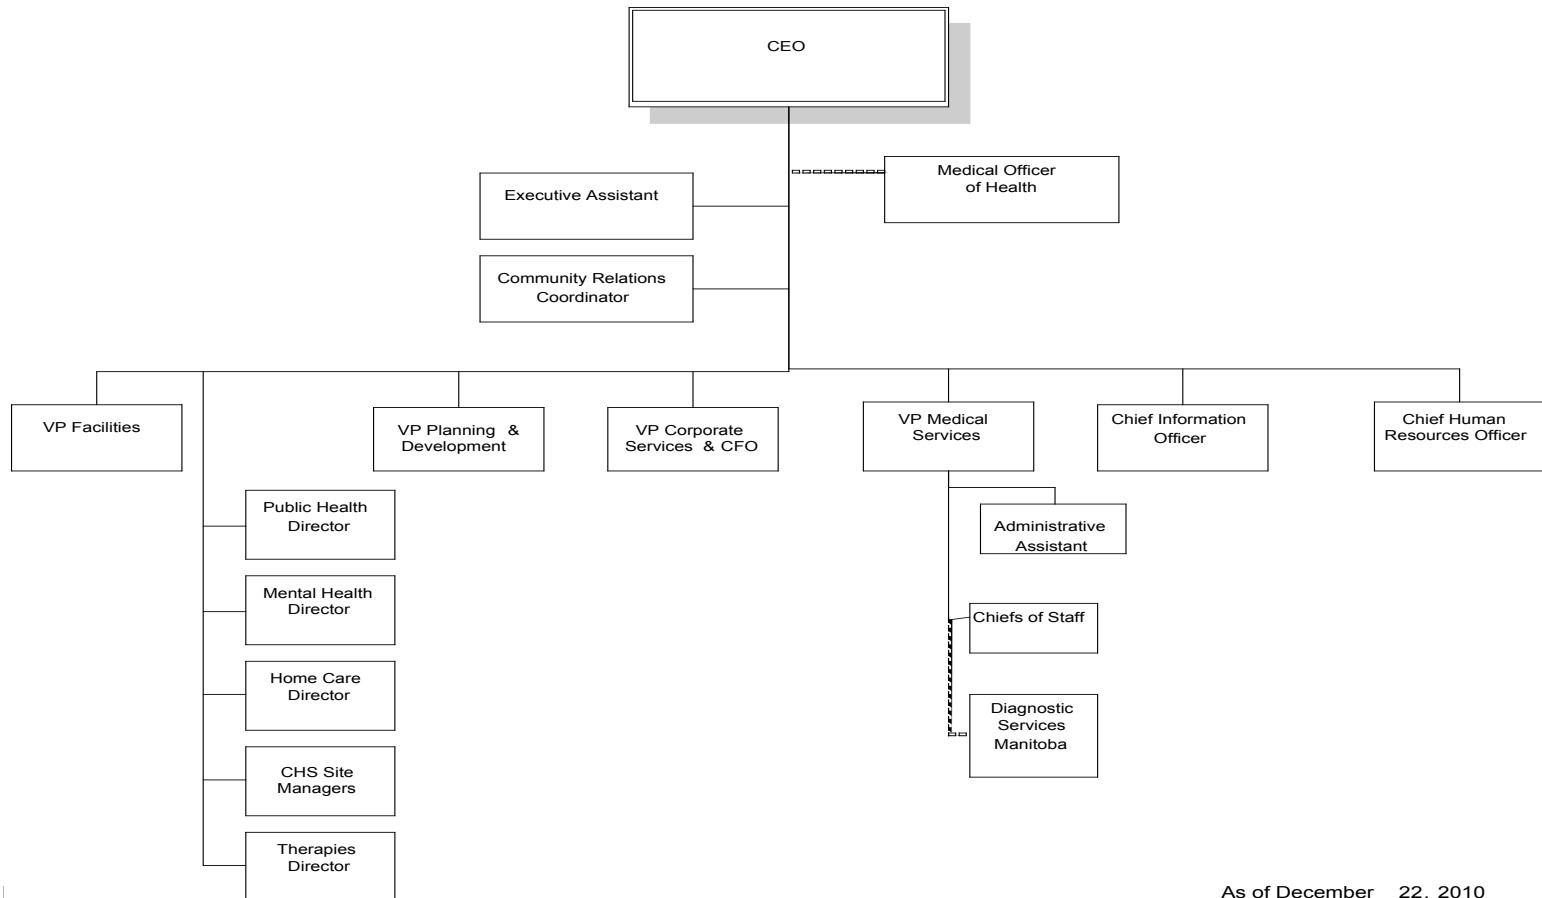 CEO
Medical Officer
of Health
Executive Assistant
Community Relations
Coordinator
VP Facilities
VP Planning & 
Development
VP Corporate
Services & CFO
VP Medical
Services
Chief Information
Officer
Chief Human
Resources Officer
Public Health
Director
Mental Health
Director
Home Care
Director
CHS Site
Managers
Therapies
Director
Administrative
Assistant
Chiefs of Staff
Diagnostic
Services
Manitoba
As of December 22, 2010